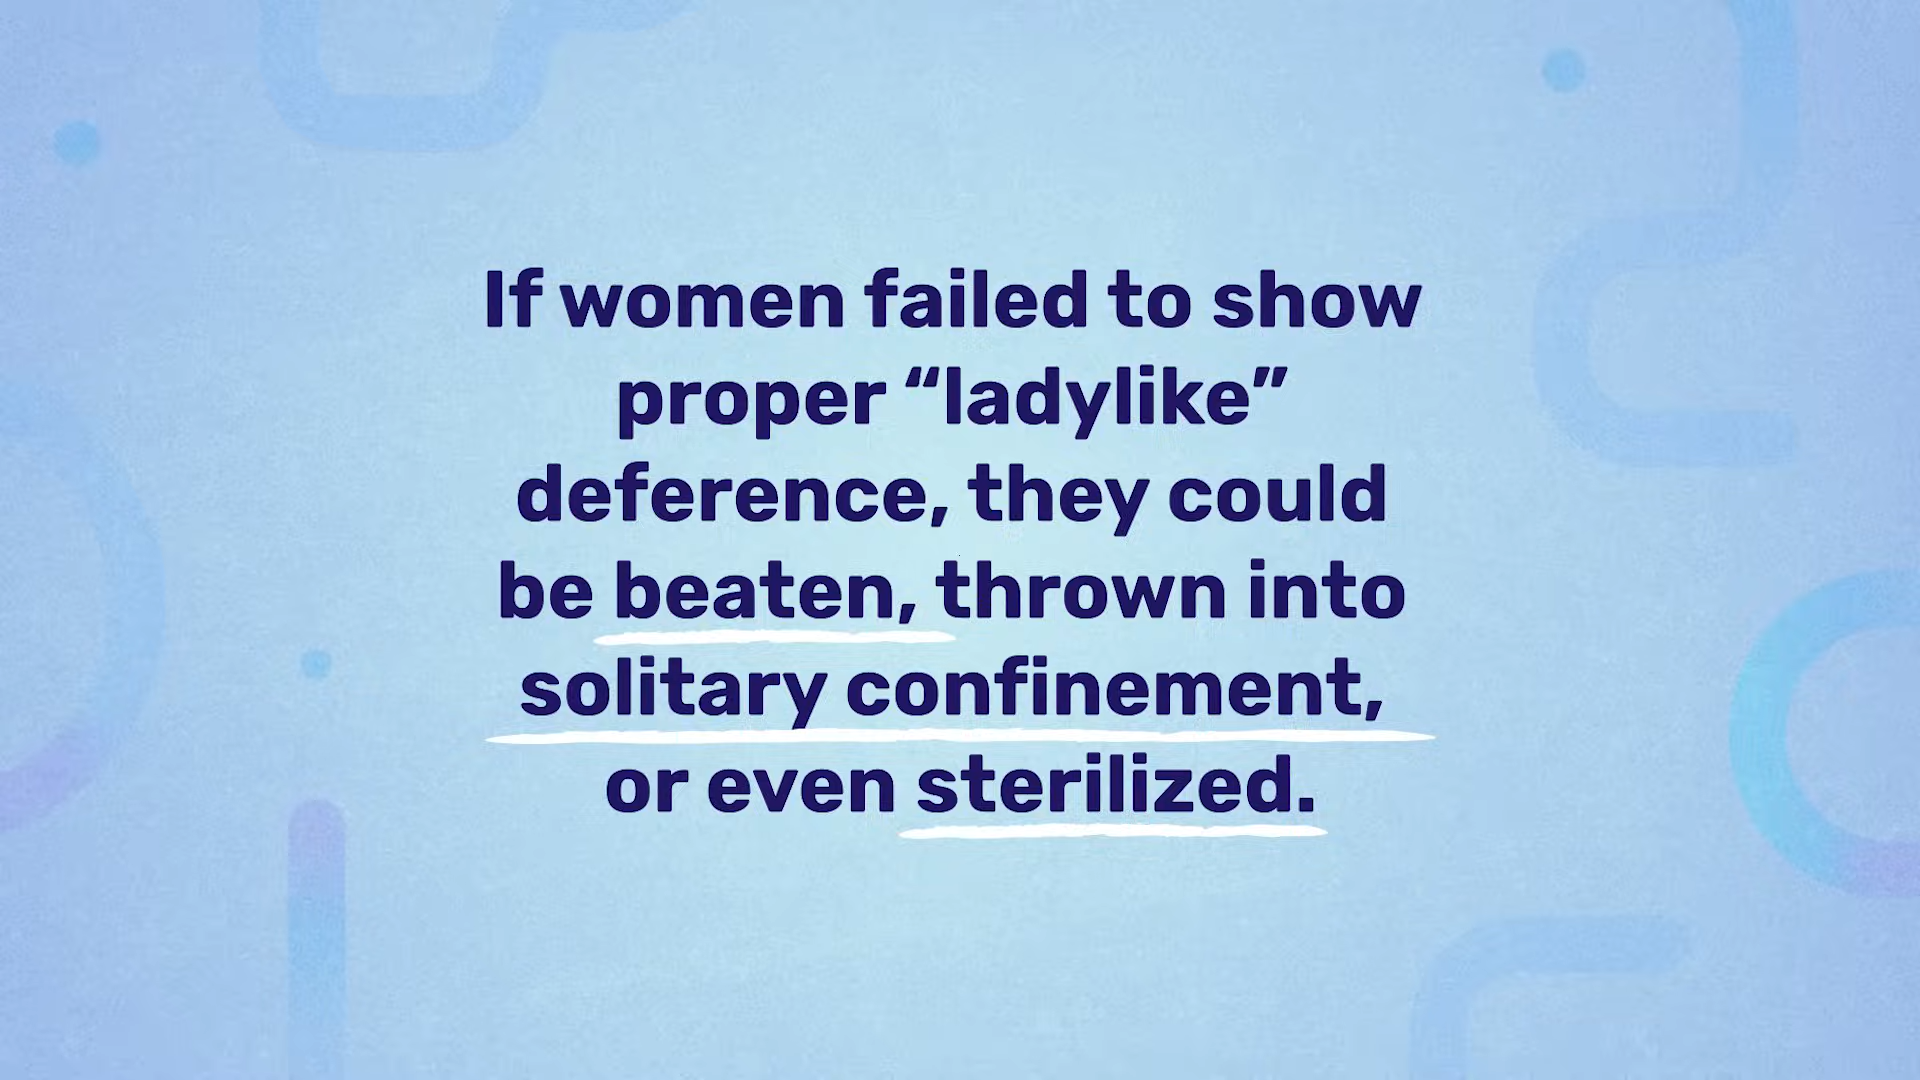 If women failed to show
proper “ladylike”
deference, they could
be beaten, thrown into
solitary confinement,
or even sterilized.